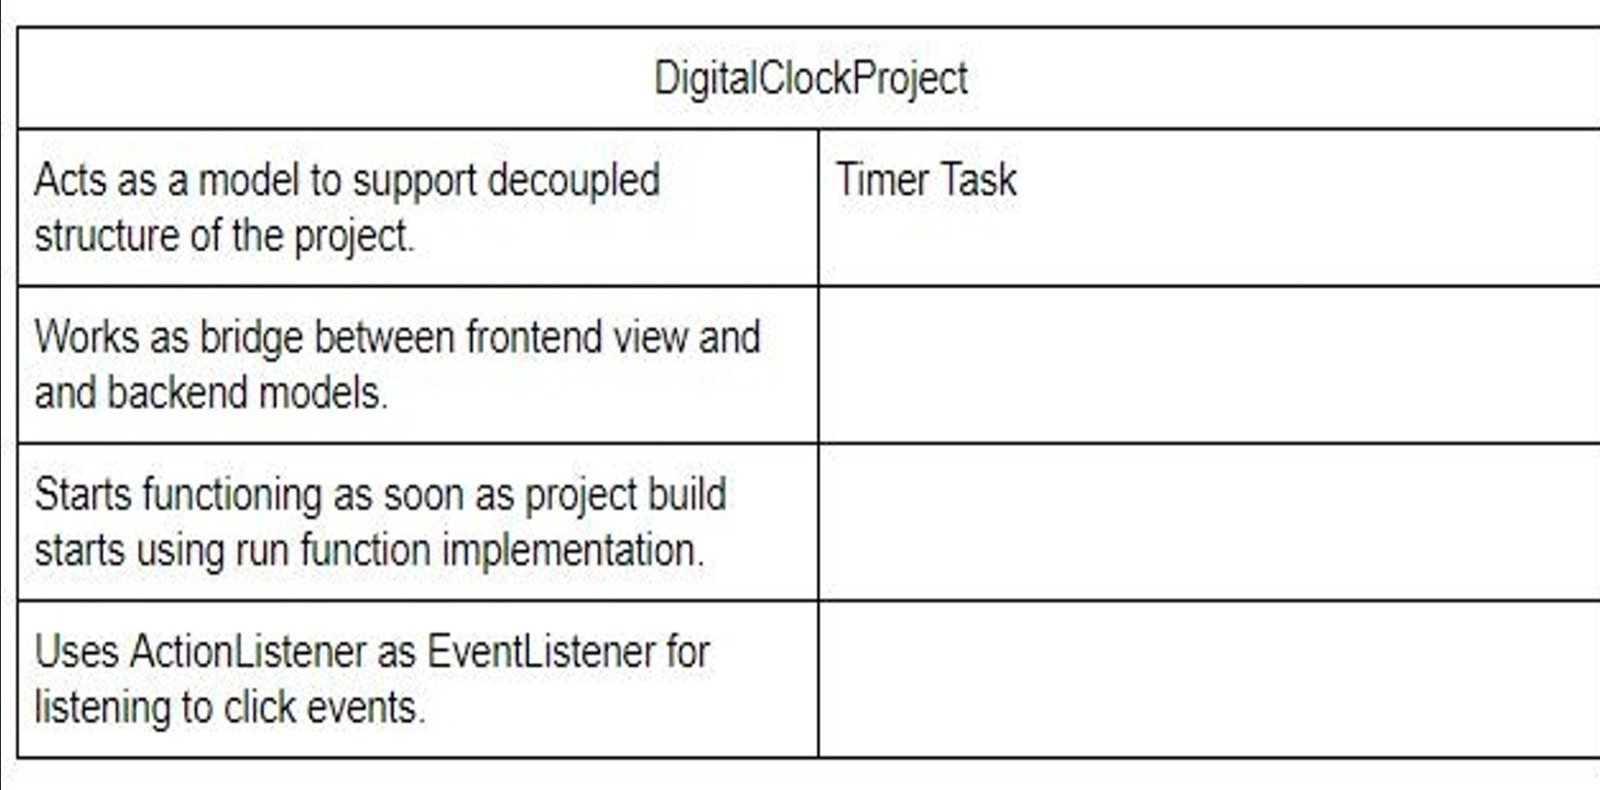 DigitalClockProject
Acts as a model to support decoupled
structure of the project.
Timer Task
Works as bridge between frontend view and
and backend models.
Starts functioning as soon as project build
starts using run function implementation.
Uses ActionListener as EventListener for
listening to click events.